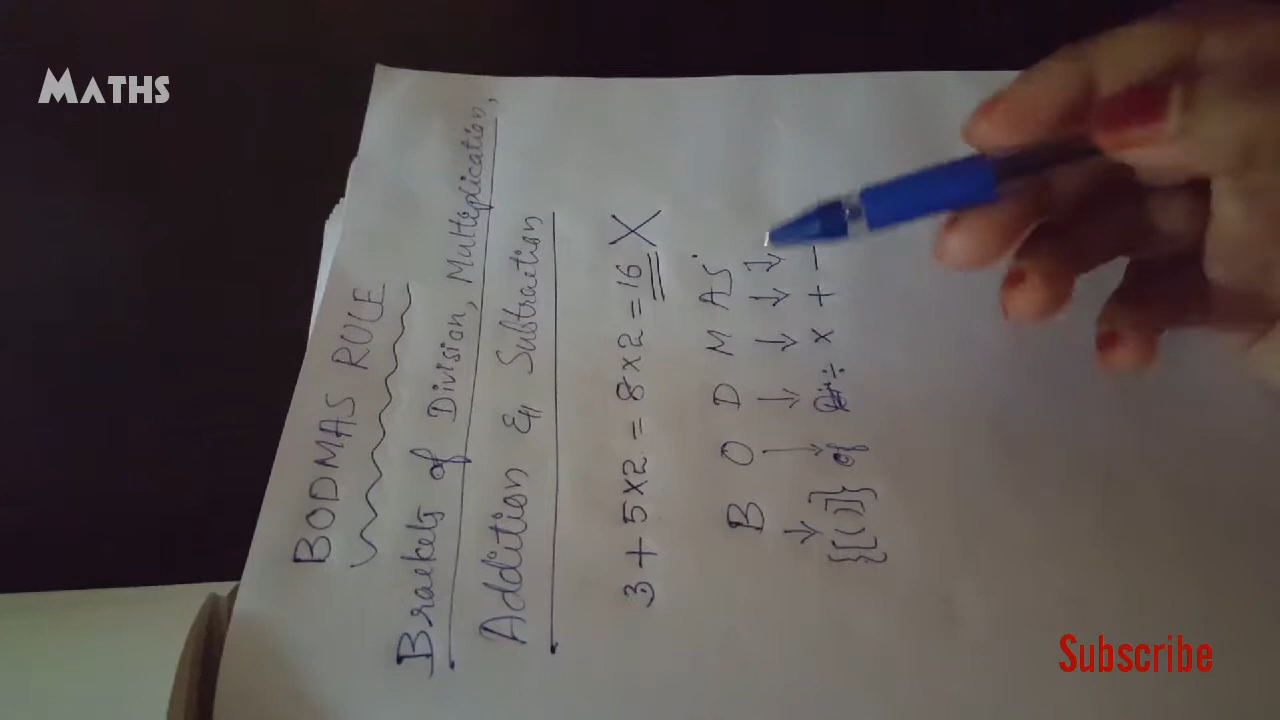 MATHS
BODMAS RULE
Brackets of Division, Multiplication,
Addition & Subtraction
3 + 5 x 2 = 8 x 2 = 16 X
B O D M A S
↓ ↓ ↓ ↓ ↓ ↓
{[()]} of ÷ x + -
Subscribe